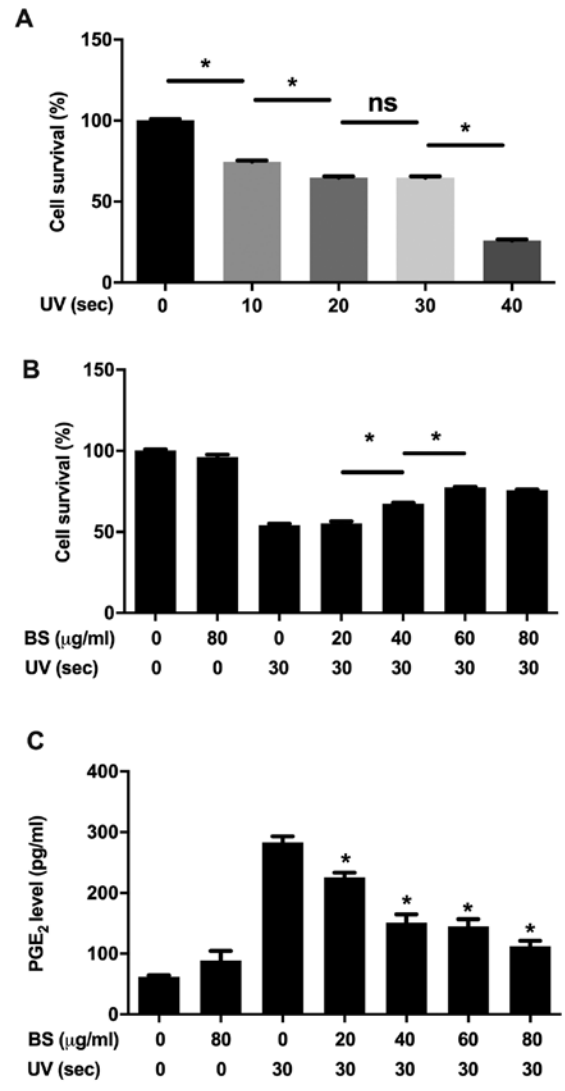 A
150
100
50
0
Cell survival (%)
*
*
ns
*
UV (sec) 0 10 20 30 40
B
150
100
50
0
Cell survival (%)
*
*
BS (μg/ml) 0 80 0 20 40 60 80
UV (sec) 0 0 30 30 30 30 30
C
400
300
200
100
0
PGE₂ level (pg/ml)
*
*
*
*
BS (μg/ml) 0 80 0 20 40 60 80
UV (sec) 0 0 30 30 30 30 30